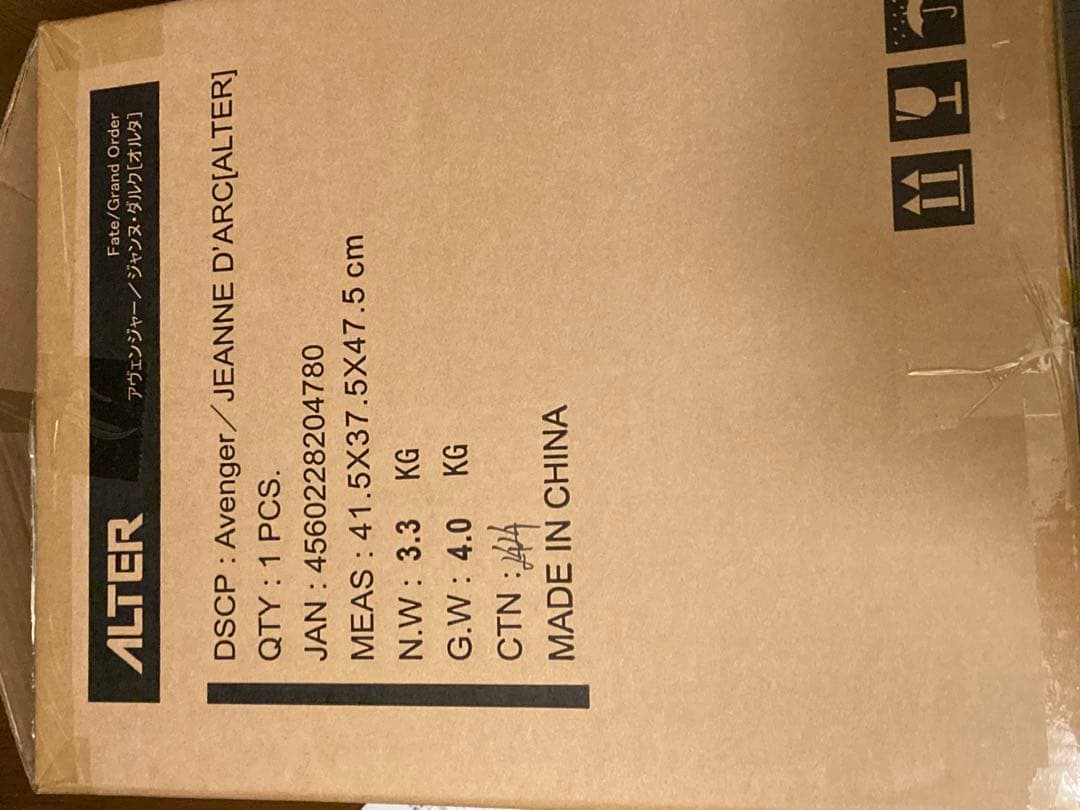 ALTER
Fate/Grand Order
アヴェンジャー／ジャンヌ・ダルク[オルタ]
DSCP : Avenger／JEANNE D'ARC[ALTER]
QTY : 1 PCS.
JAN : 4560228204780
MEAS : 41.5X37.5X47.5 cm
N.W : 3.3 KG
G.W : 4.0 KG
CTN :
MADE IN CHINA